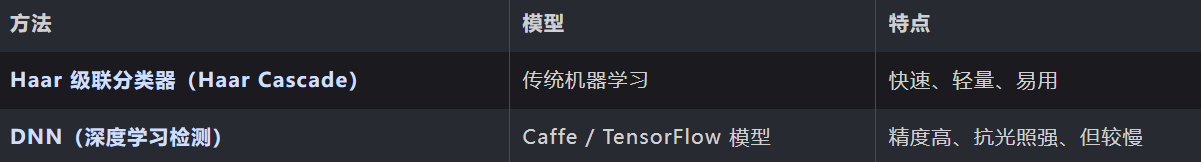 方法 模型 特点
Haar 级联分类器（Haar Cascade） 传统机器学习 快速、轻量、易用
DNN（深度学习检测） Caffe / TensorFlow 模型 精度高、抗光照强、但较慢